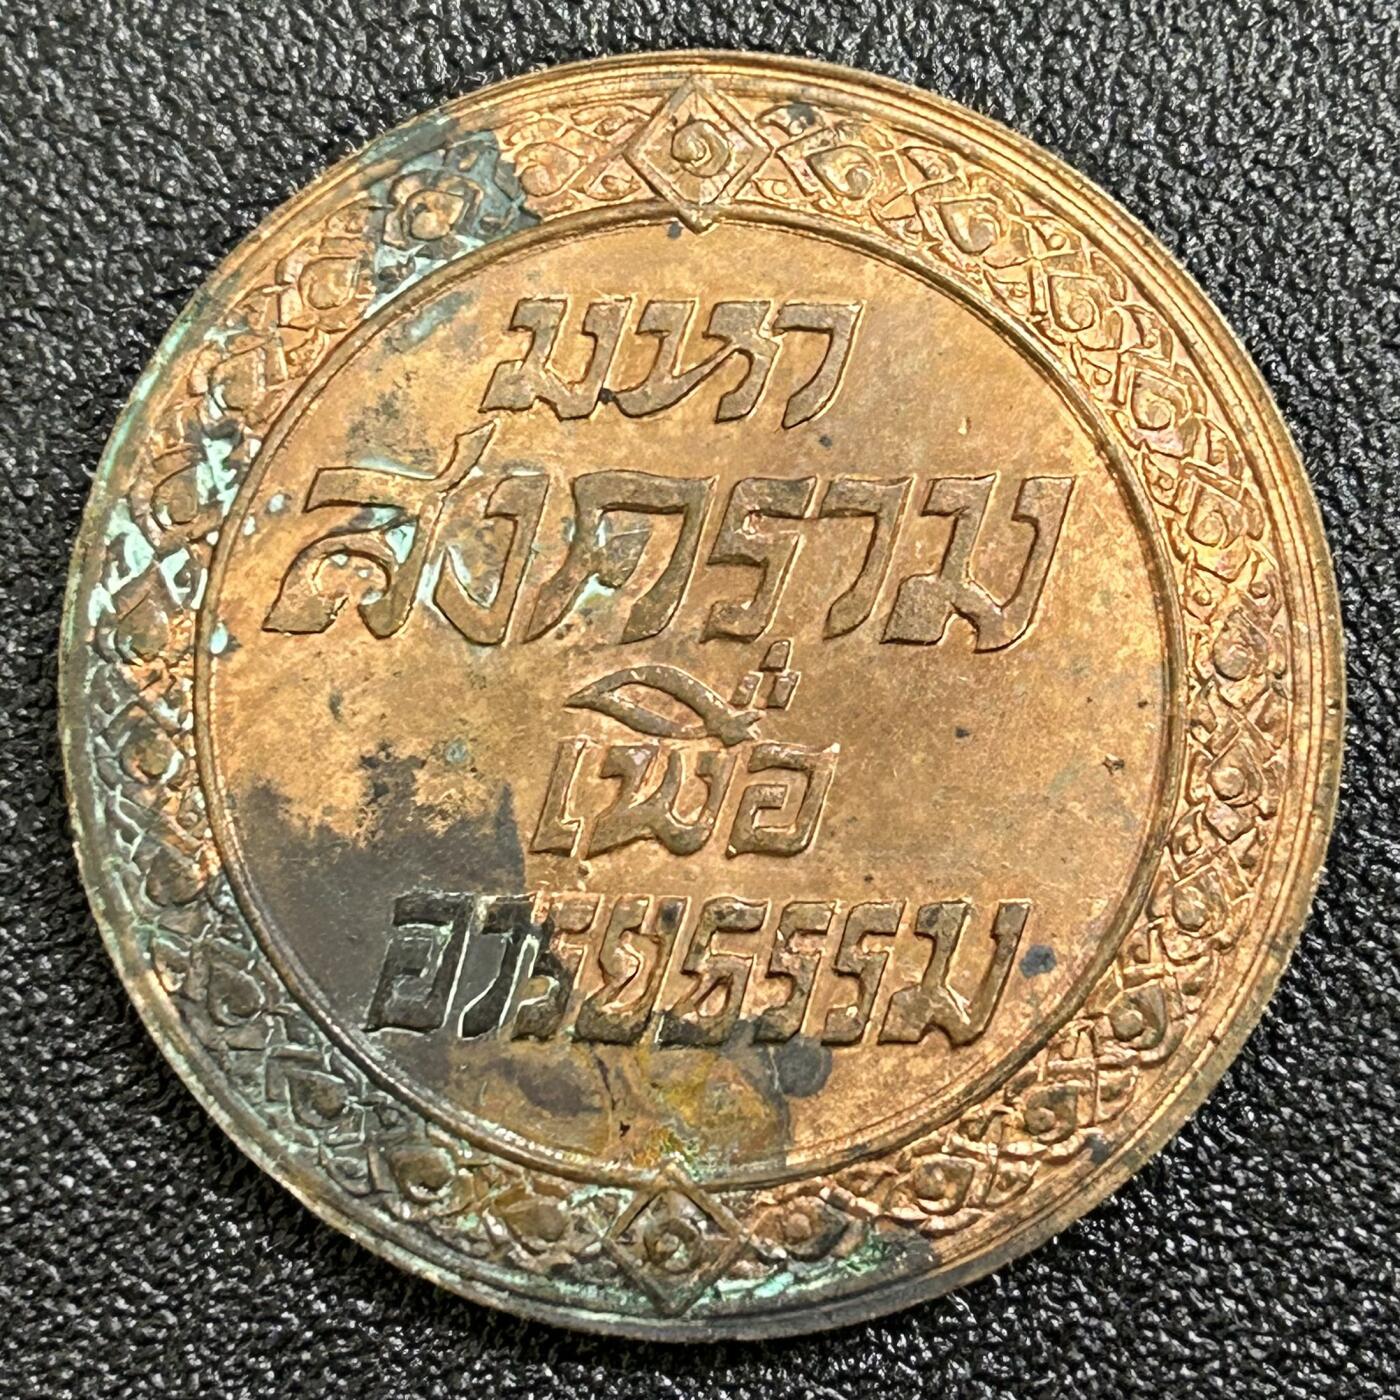 มหา
สงคราม
เพื่อ
อารยธรรม